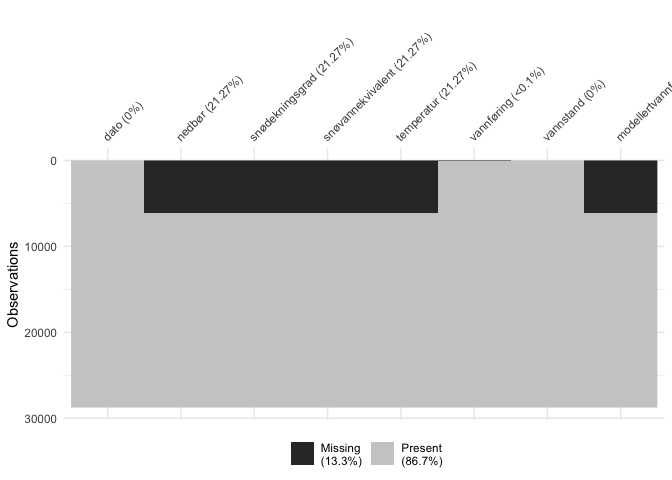 dato (0%)
nedbør (21.27%)
snødekningsgrad (21.27%)
snøvannekvivalent (21.27%)
temperatur (21.27%)
vannføring (<0.1%)
vannstand (0%)
modellertvannf
Observations
0
10000
20000
30000
Missing
(13.3%)
Present
(86.7%)